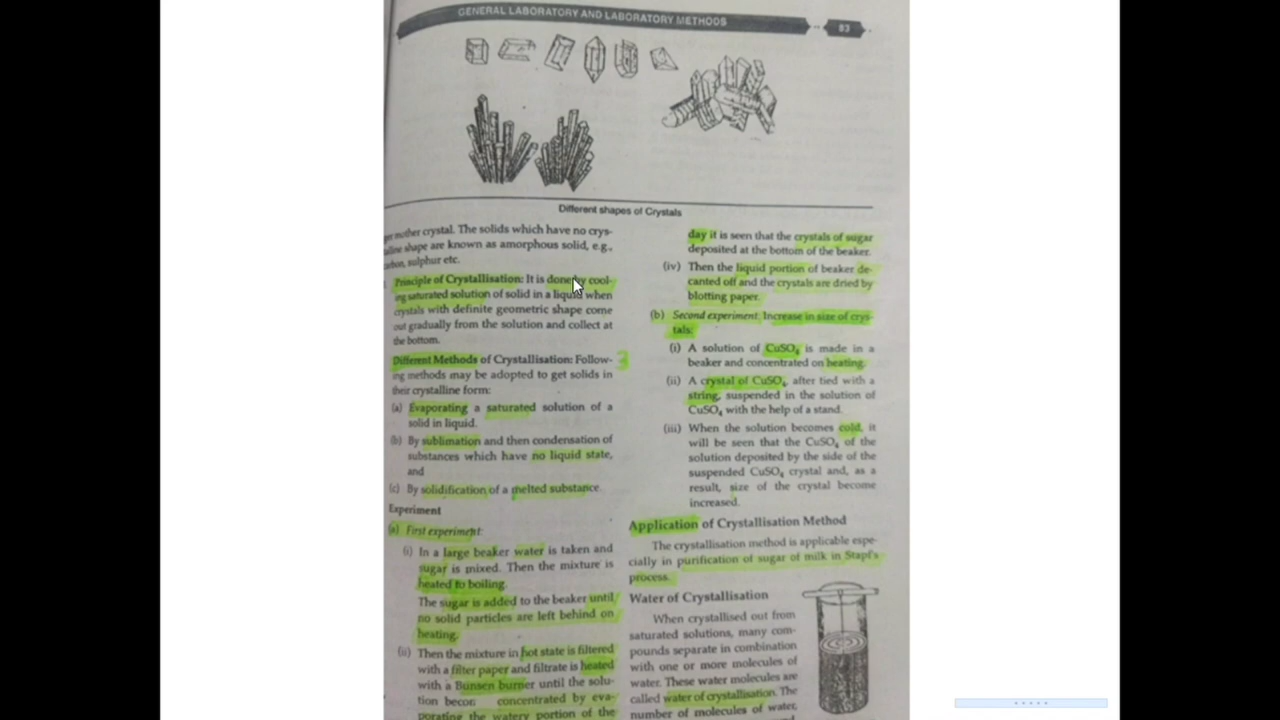 GENERAL LABORATORY AND LABORATORY METHODS
83
Different shapes of Crystals
mother crystal. The solids which have no crys-
talline shape are known as amorphous solid, e.g.,
carbon, sulphur etc.
Principle of Crystallisation: It is done by cool-
ing saturated solution of solid in a liquid when
crystals with definite geometric shape come
out gradually from the solution and collect at
the bottom.
Different Methods of Crystallisation: Follow-
ing methods may be adopted to get solids in
their crystalline form:
(a) Evaporating a saturated solution of a
solid in liquid.
(b) By sublimation and then condensation of
substances which have no liquid state,
and
(c) By solidification of a melted substance.
Experiment
(a) First experiment:
(i) In a large beaker water is taken and
sugar is mixed. Then the mixture is
heated to boiling.
The sugar is added to the beaker until
no solid particles are left behind on
heating.
(ii) Then the mixture in hot state is filtered
with a filter paper and filtrate is heated
with a Bunsen burner until the solu-
tion becon concentrated by eva-
porating the watery portion of the
3
day it is seen that the crystals of sugar
deposited at the bottom of the beaker.
(iv) Then the liquid portion of beaker de-
canted off and the crystals are dried by
blotting paper.
(b) Second experiment: Increase in size of crys-
tals:
(i) A solution of CuSO₄ is made in a
beaker and concentrated on heating.
(ii) A crystal of CuSO₄, after tied with a
string, suspended in the solution of
CuSO₄ with the help of a stand.
(iii) When the solution becomes cold, it
will be seen that the CuSO₄ of the
solution deposited by the side of the
suspended CuSO₄ crystal and, as a
result, size of the crystal become
increased.
Application of Crystallisation Method
The crystallisation method is applicable espe-
cially in purification of sugar of milk in Stapf's
process.
Water of Crystallisation
When crystallised out from
saturated solutions, many com-
pounds separate in combination
with one or more molecules of
water. These water molecules are
called water of crystallisation. The
number of molecules of water,